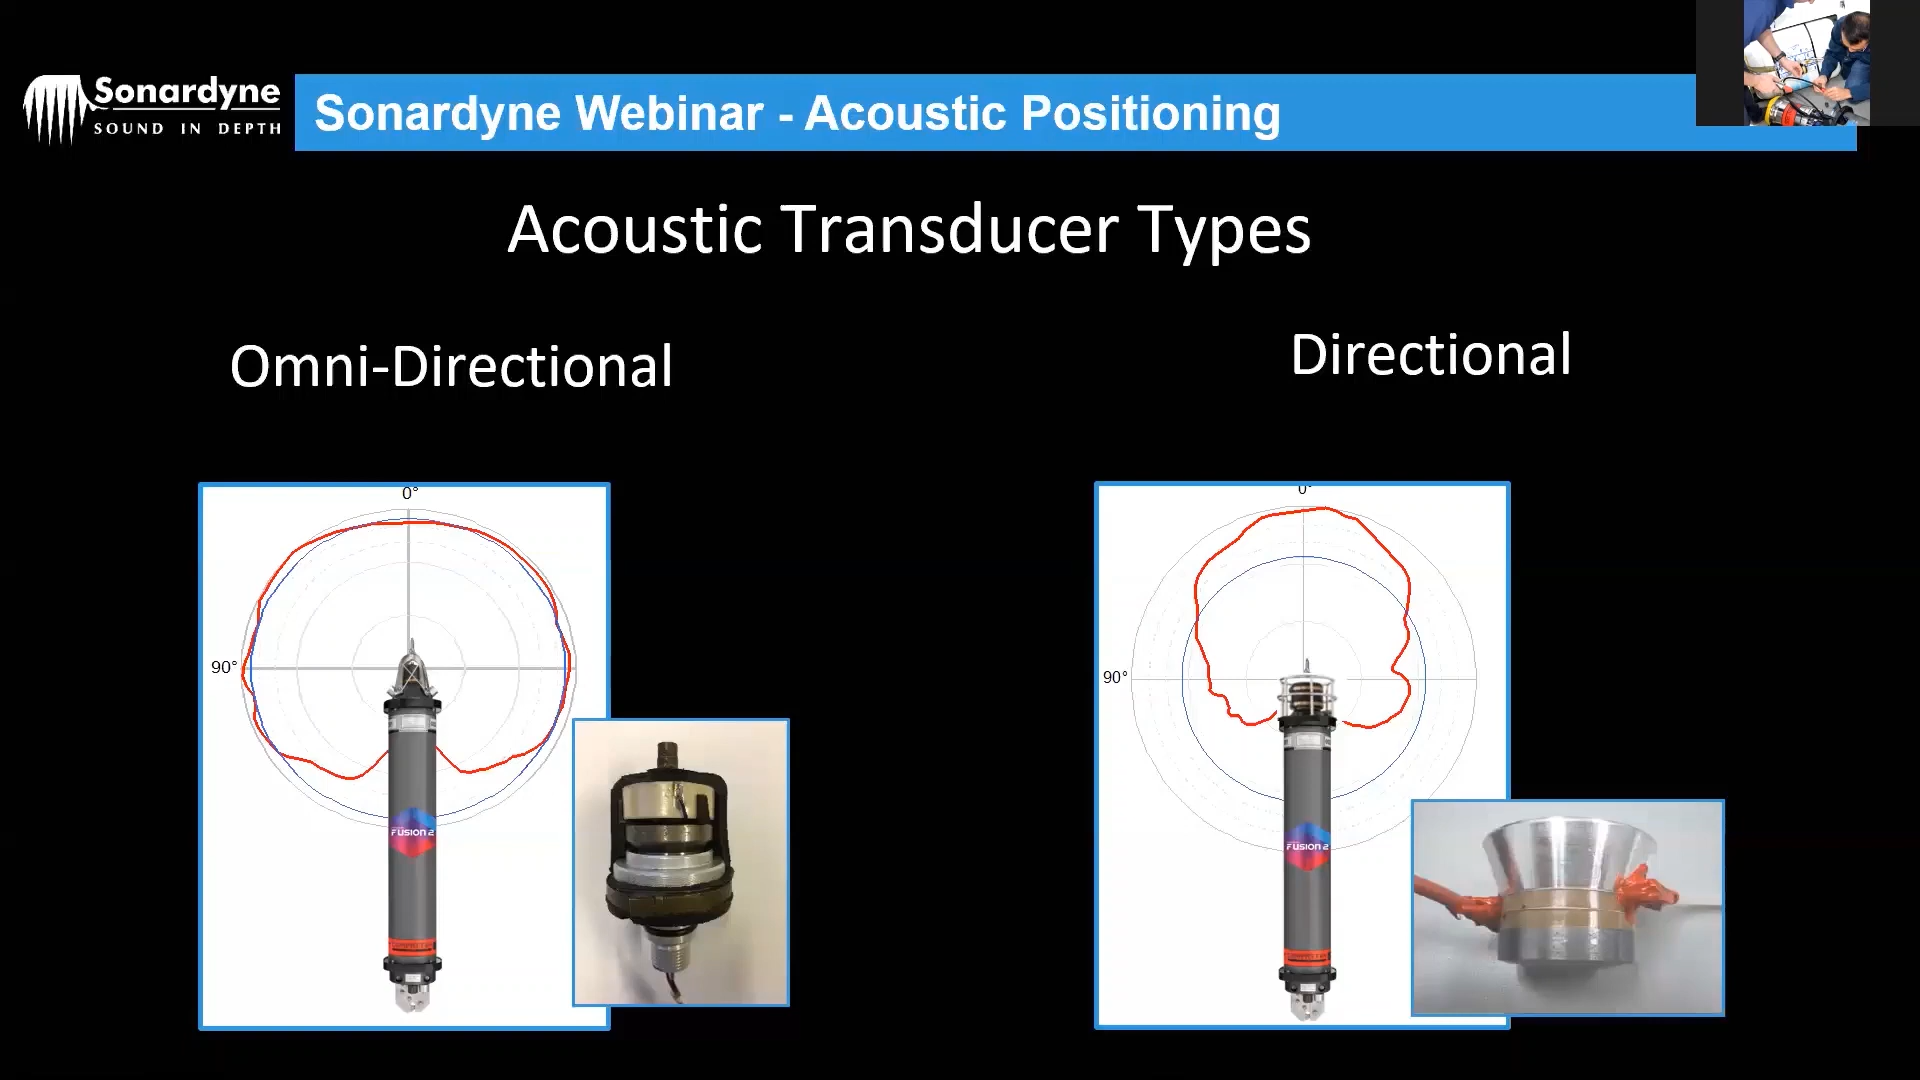 Sonardyne
SOUND IN DEPTH
Sonardyne Webinar - Acoustic Positioning
Acoustic Transducer Types
Omni-Directional
Directional
0°
90°
FUSION 2
0°
90°
FUSION 2